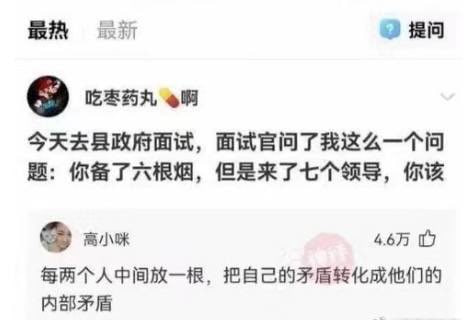 最热 最新 提问
吃枣药丸💊啊
今天去县政府面试，面试官问了我这么一个问
题：你备了六根烟，但是来了七个领导，你该
高小咪 4.6万
每两个人中间放一根，把自己的矛盾转化成他们的
内部矛盾